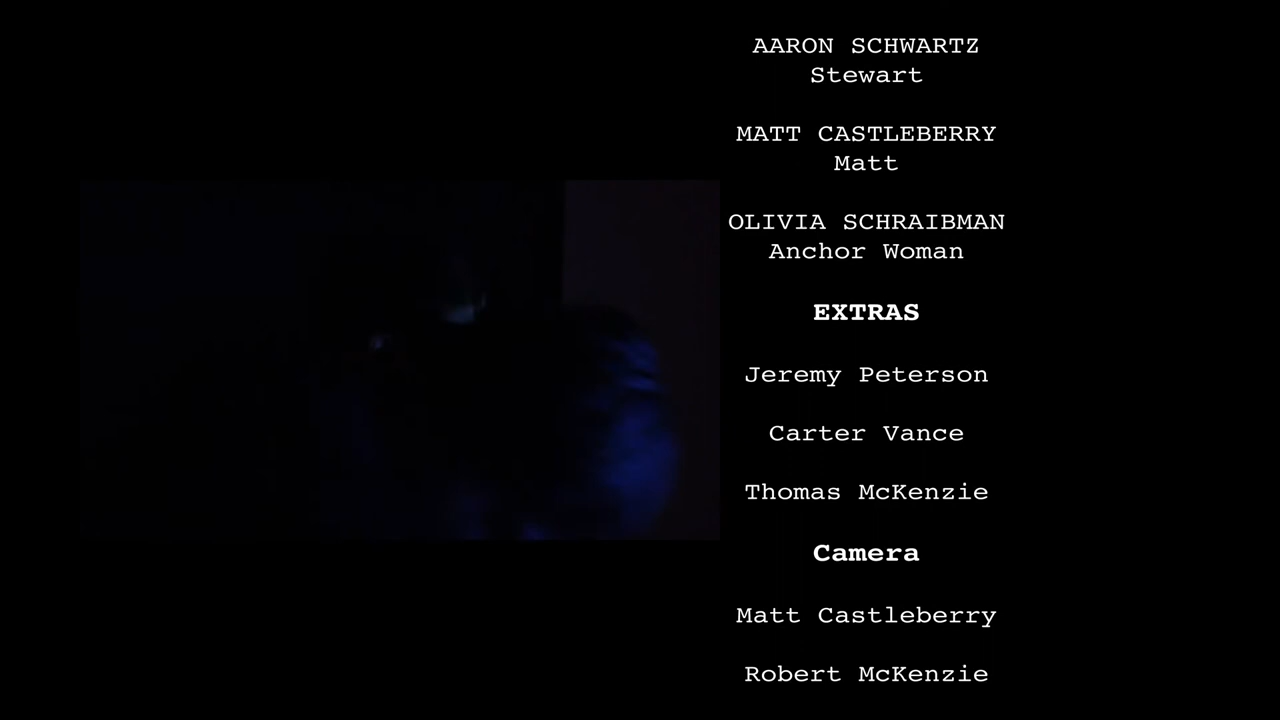 AARON SCHWARTZ
Stewart
MATT CASTLEBERRY
Matt
OLIVIA SCHRAIBMAN
Anchor Woman
EXTRAS
Jeremy Peterson
Carter Vance
Thomas McKenzie
Camera
Matt Castleberry
Robert McKenzie